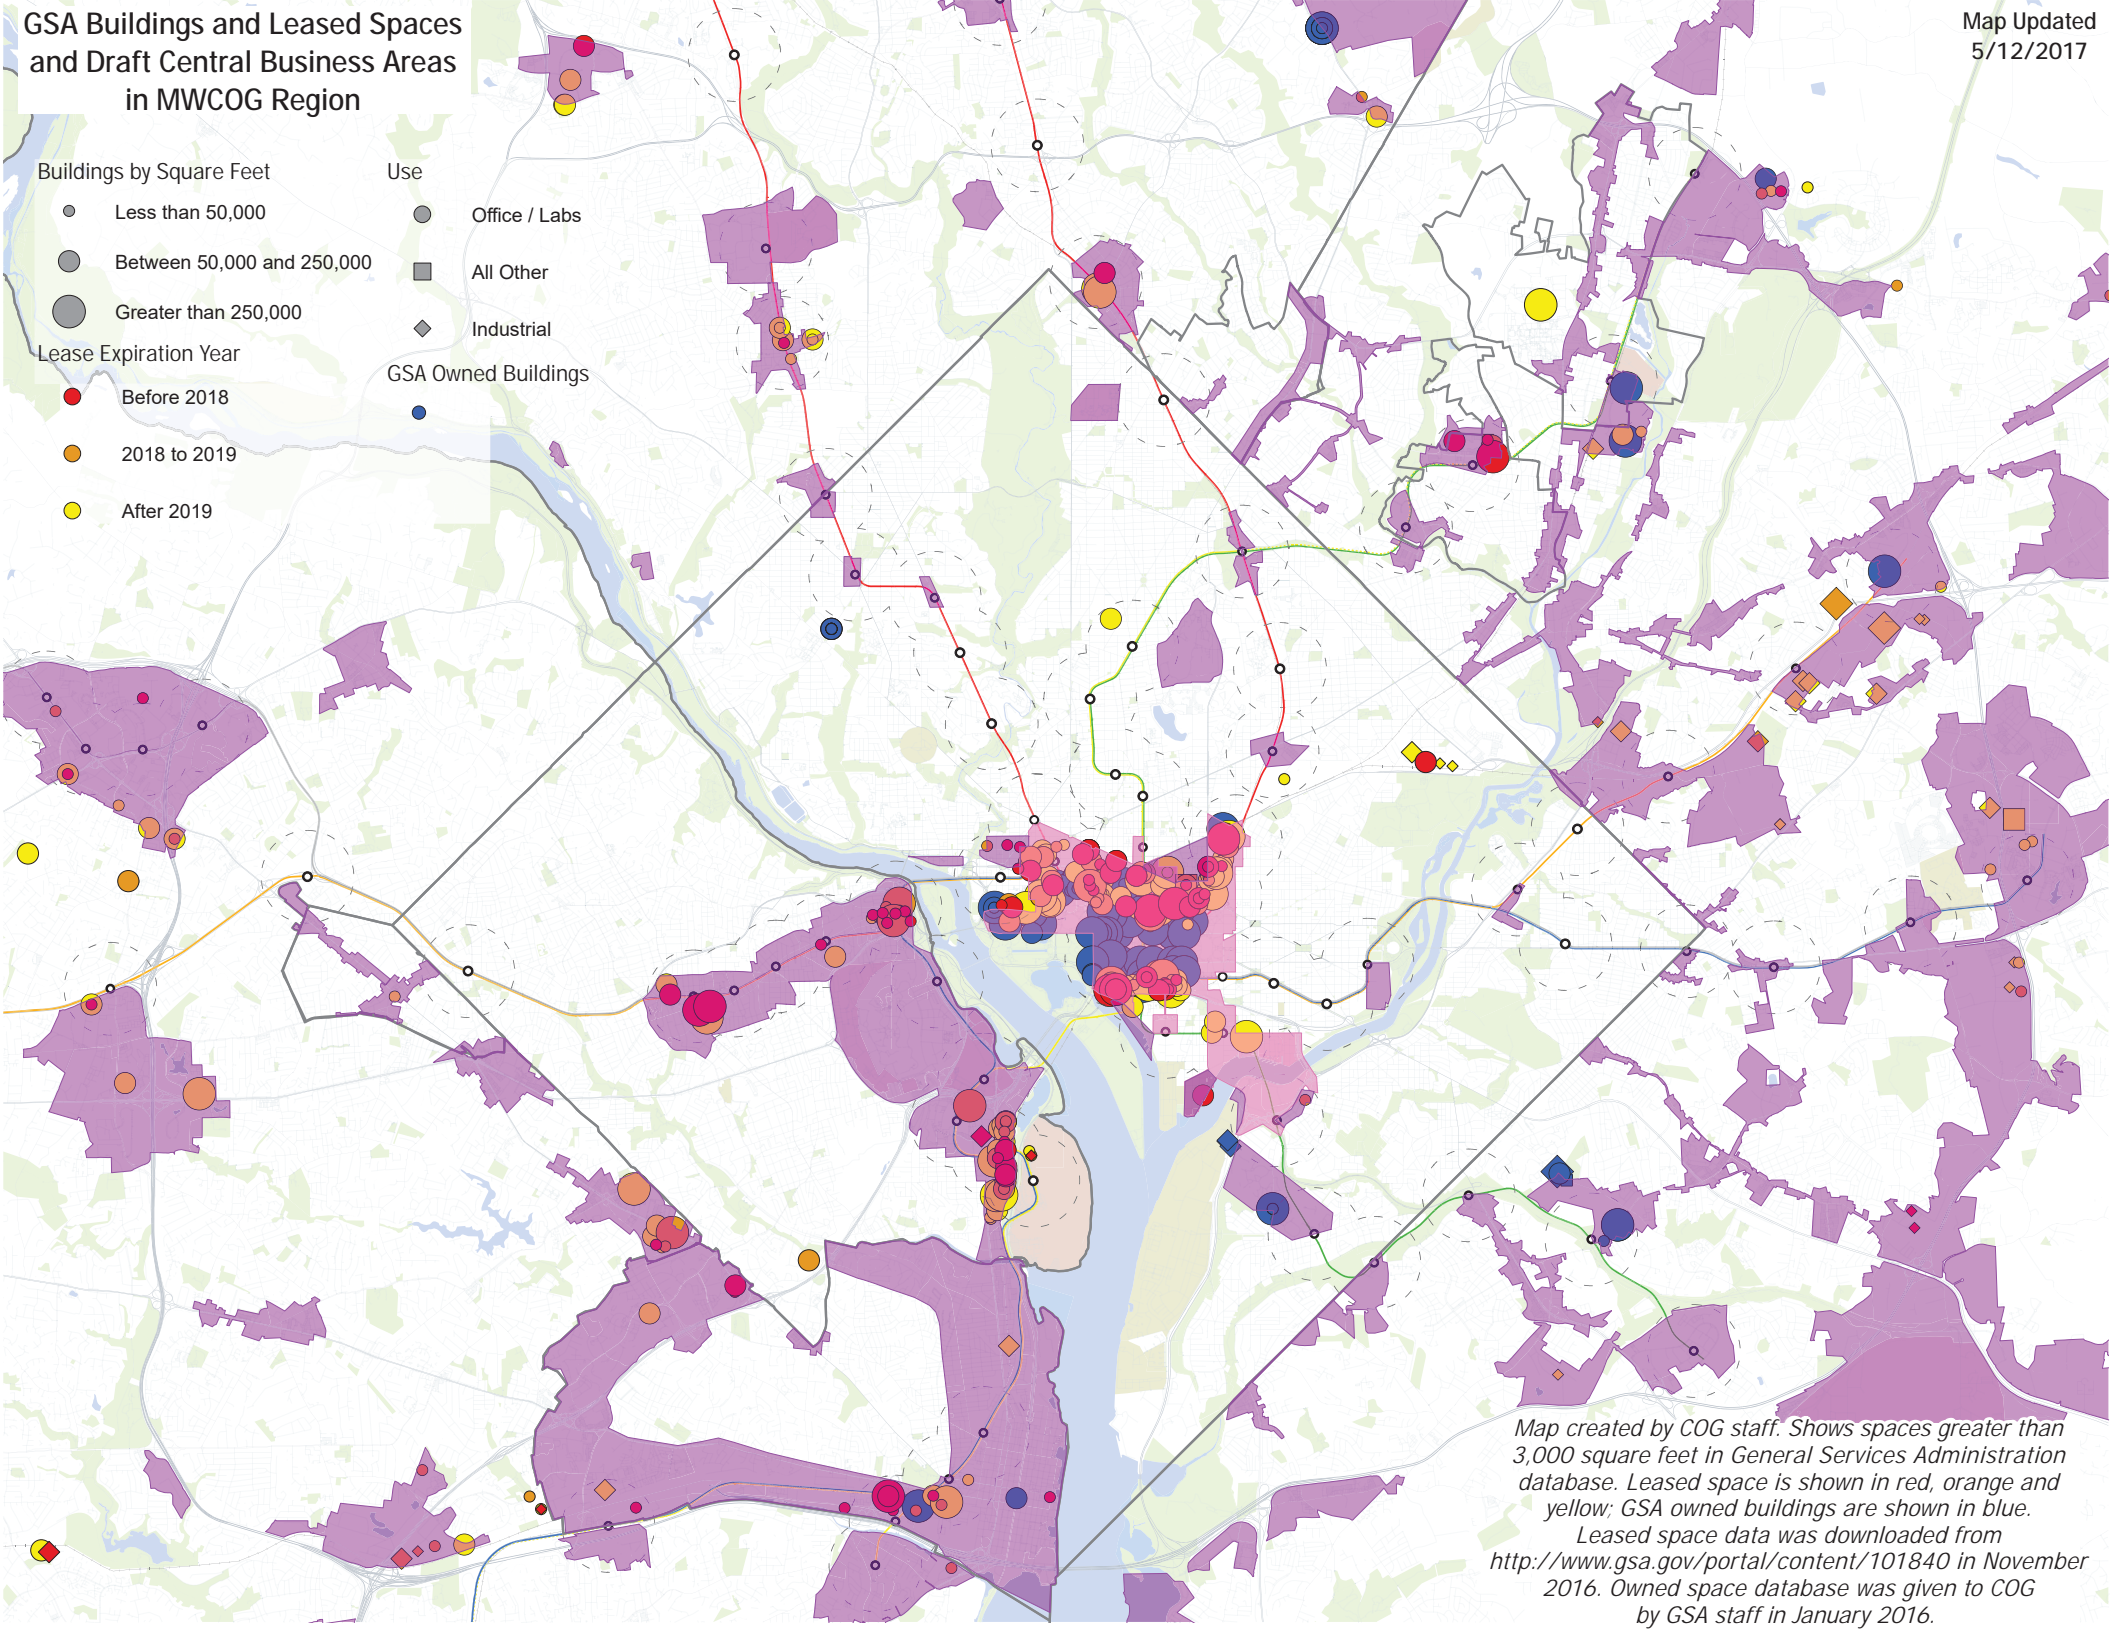 GSA Buildings and Leased Spaces
and Draft Central Business Areas
in MWCOG Region
Map Updated
5/12/2017
Buildings by Square Feet
Less than 50,000
Between 50,000 and 250,000
Greater than 250,000
Lease Expiration Year
Before 2018
2018 to 2019
After 2019
Use
Office / Labs
All Other
Industrial
GSA Owned Buildings
Map created by COG staff. Shows spaces greater than
3,000 square feet in General Services Administration
database. Leased space is shown in red, orange and
yellow; GSA owned buildings are shown in blue.
Leased space data was downloaded from
http://www.gsa.gov/portal/content/101840 in November
2016. Owned space database was given to COG
by GSA staff in January 2016.